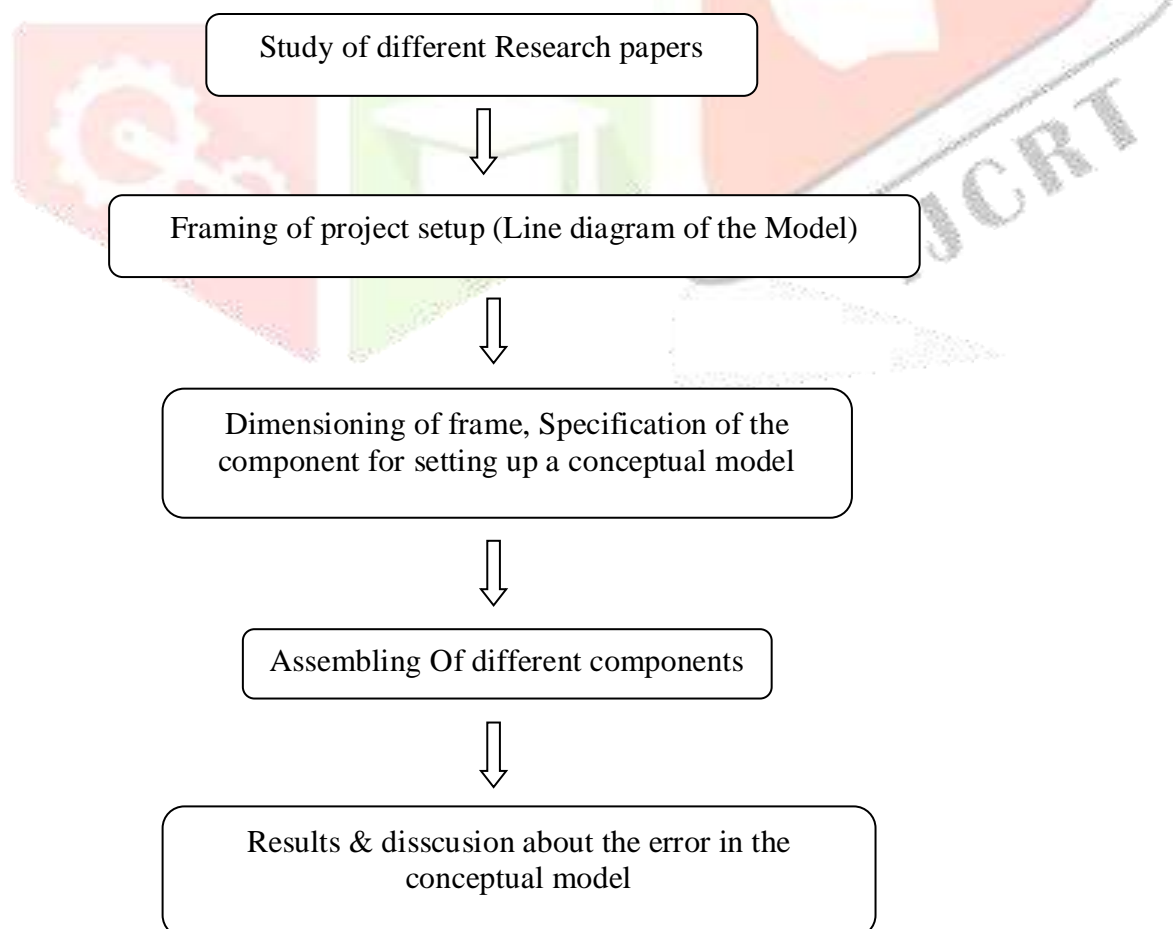 Study of different Research papers
IJCRT
Framing of project setup (Line diagram of the Model)
Dimensioning of frame, Specification of the
component for setting up a conceptual model
Assembling Of different components
Results & disscusion about the error in the
conceptual model